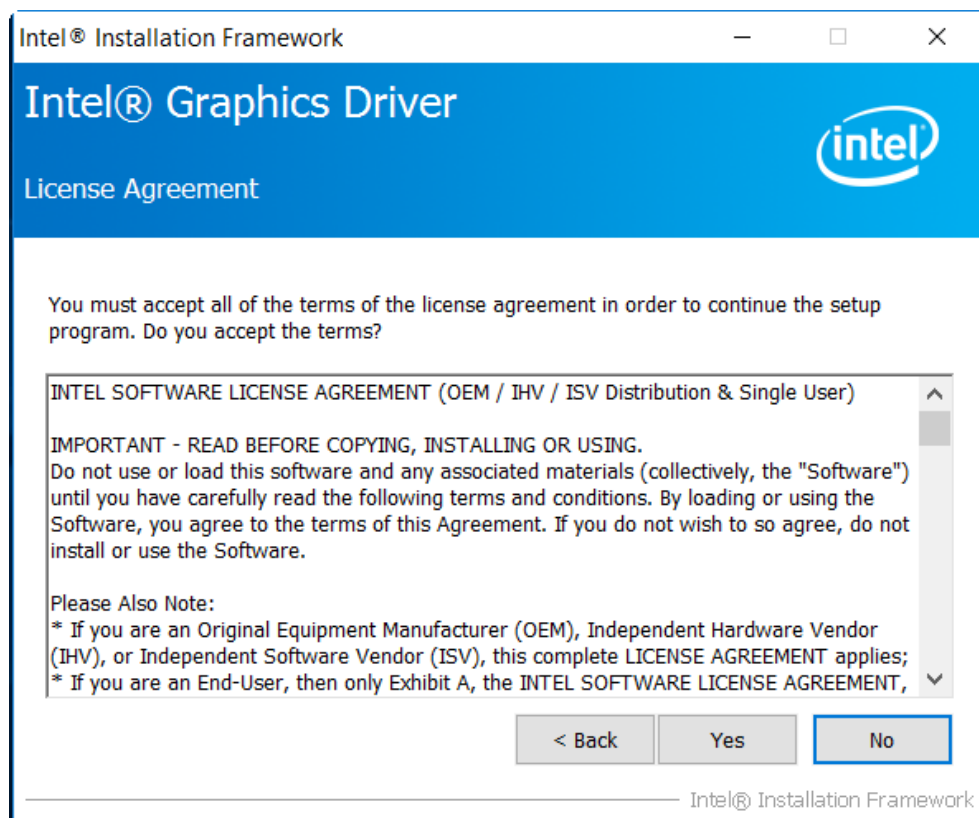 Intel® Installation Framework
Intel® Graphics Driver
intel
License Agreement
You must accept all of the terms of the license agreement in order to continue the setup
program. Do you accept the terms?
INTEL SOFTWARE LICENSE AGREEMENT (OEM / IHV / ISV Distribution & Single User)
IMPORTANT - READ BEFORE COPYING, INSTALLING OR USING.
Do not use or load this software and any associated materials (collectively, the "Software")
until you have carefully read the following terms and conditions. By loading or using the
Software, you agree to the terms of this Agreement. If you do not wish to so agree, do not
install or use the Software.
Please Also Note:
* If you are an Original Equipment Manufacturer (OEM), Independent Hardware Vendor
(IHV), or Independent Software Vendor (ISV), this complete LICENSE AGREEMENT applies;
* If you are an End-User, then only Exhibit A, the INTEL SOFTWARE LICENSE AGREEMENT,
< Back Yes No
Intel® Installation Framework